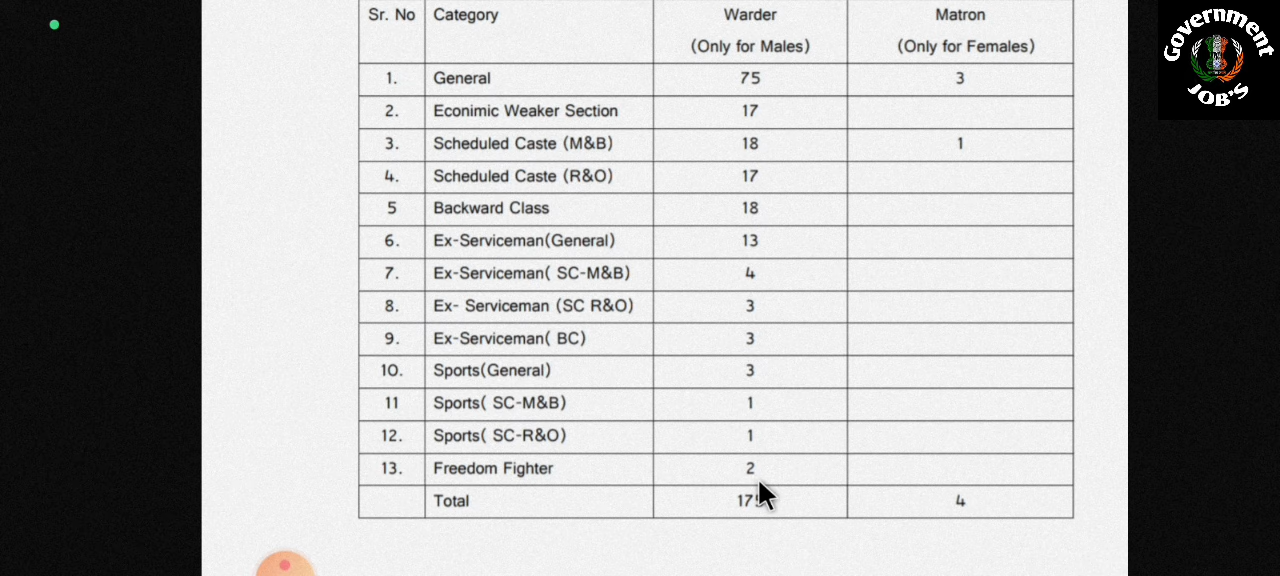 Government
JOB'S
Sr. No Category Warder Matron
(Only for Males) (Only for Females)
1. General 75 3
2. Econimic Weaker Section 17
3. Scheduled Caste (M&B) 18 1
4. Scheduled Caste (R&O) 17
5 Backward Class 18
6. Ex-Serviceman(General) 13
7. Ex-Serviceman( SC-M&B) 4
8. Ex- Serviceman (SC R&O) 3
9. Ex-Serviceman( BC) 3
10. Sports(General) 3
11 Sports( SC-M&B) 1
12. Sports( SC-R&O) 1
13. Freedom Fighter 2
Total 4